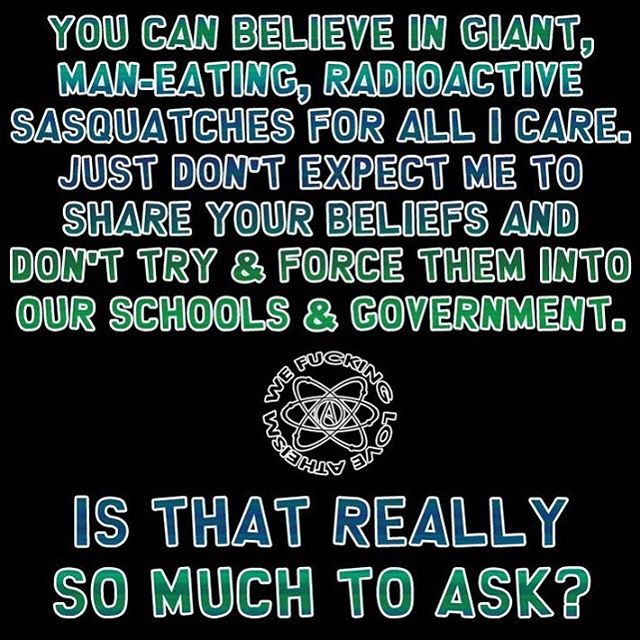 YOU CAN BELIEVE IN GIANT,
MAN-EATING, RADIOACTIVE
SASQUATCHES FOR ALL I CARE.
JUST DON'T EXPECT ME TO
SHARE YOUR BELIEFS AND
DON'T TRY & FORCE THEM INTO
OUR SCHOOLS & GOVERNMENT.
WE FUCKING LOVE ATHEISM
A
IS THAT REALLY
SO MUCH TO ASK?